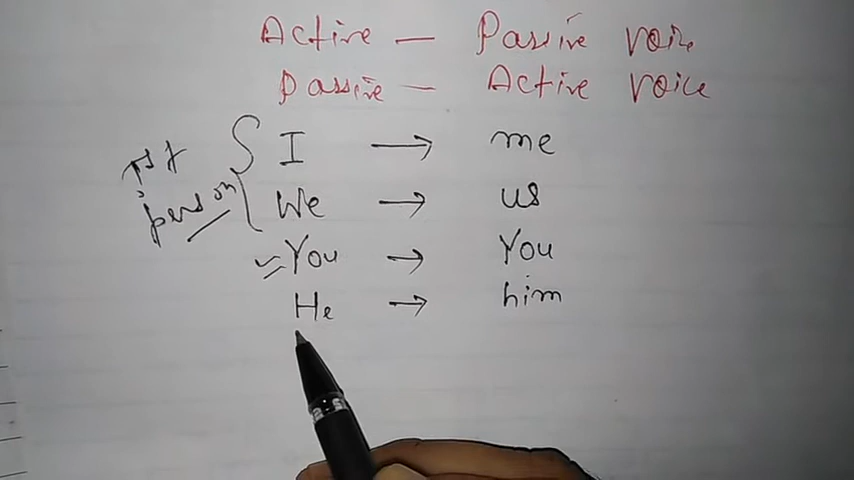 Active — Passive voice
Passive — Active voice
1st person
I → me
We → us
You → You
He → him